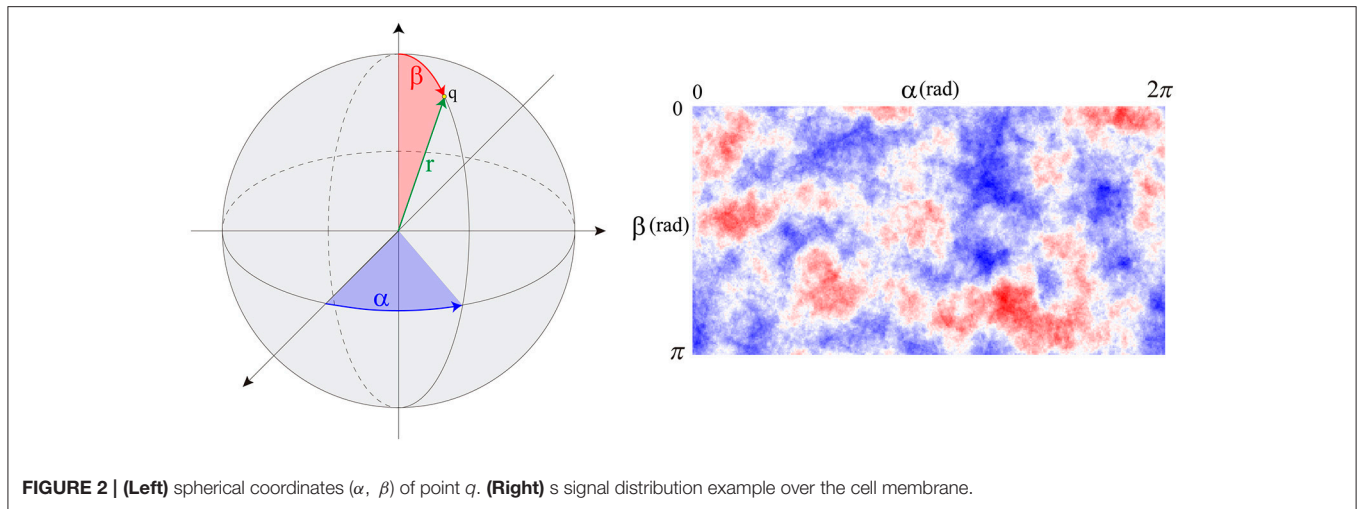 β
q
r
α
0
α(rad)
2π
0
β(rad)
π
FIGURE 2 | (Left) spherical coordinates (α, β) of point q. (Right) s signal distribution example over the cell membrane.